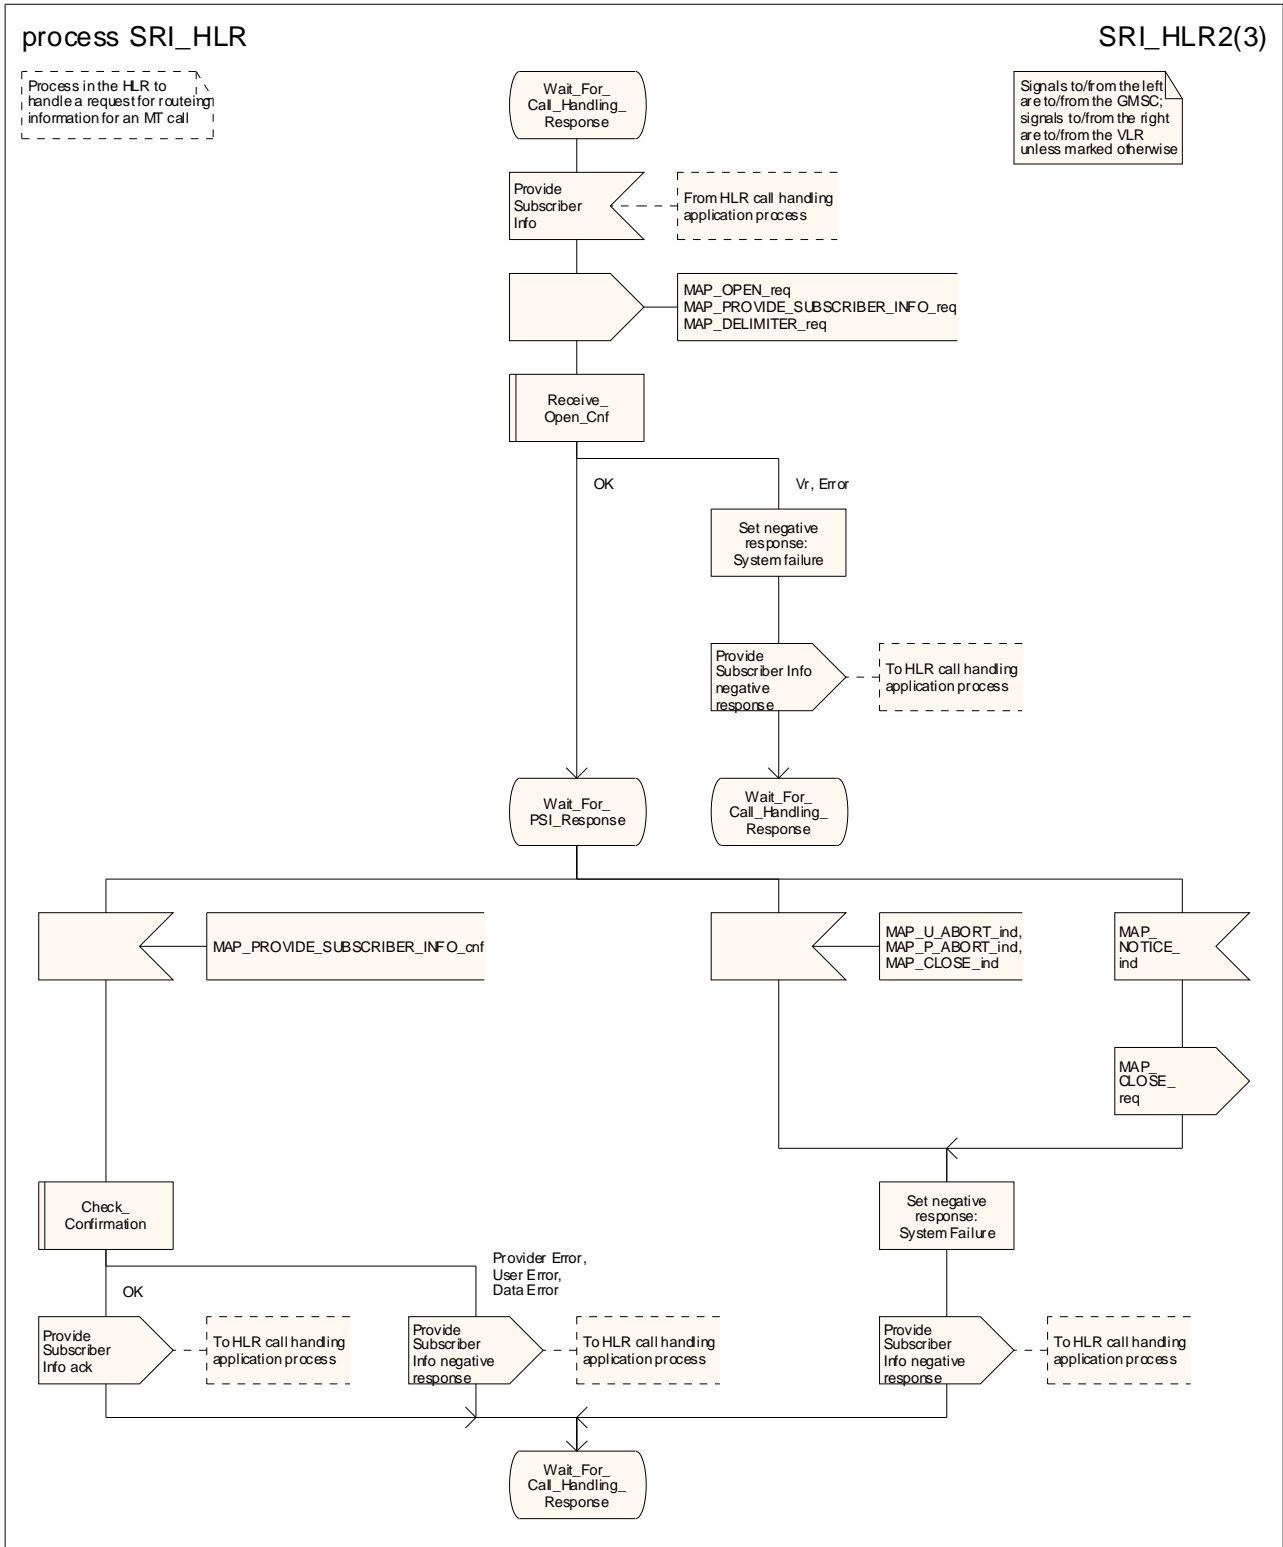 process SRI_HLR
SRI_HLR2(3)
Process in the HLR to
handle a request for routeing
information for an MT call
Wait_For_
Call_Handling_
Response
Signals to/from the left
are to/from the GMSC;
signals to/from the right
are to/from the VLR
unless marked otherwise
Provide
Subscriber
Info
From HLR call handling
application process
MAP_OPEN_req
MAP_PROVIDE_SUBSCRIBER_INFO_req
MAP_DELIMITER_req
Receive_
Open_Cnf
OK
Vr, Error
Set negative
response:
System failure
Provide
Subscriber Info
negative
response
To HLR call handling
application process
Wait_For_
PSI_Response
Wait_For_
Call_Handling_
Response
MAP_PROVIDE_SUBSCRIBER_INFO_cnf
MAP_U_ABORT_ind,
MAP_P_ABORT_ind,
MAP_CLOSE_ind
MAP_
NOTICE_
ind
MAP_
CLOSE_
req
Check_
Confirmation
Set negative
response:
System Failure
OK
Provider Error,
User Error,
Data Error
Provide
Subscriber
Info ack
To HLR call handling
application process
Provide
Subscriber
Info negative
response
To HLR call handling
application process
Provide
Subscriber
Info negative
response
To HLR call handling
application process
Wait_For_
Call_Handling_
Response